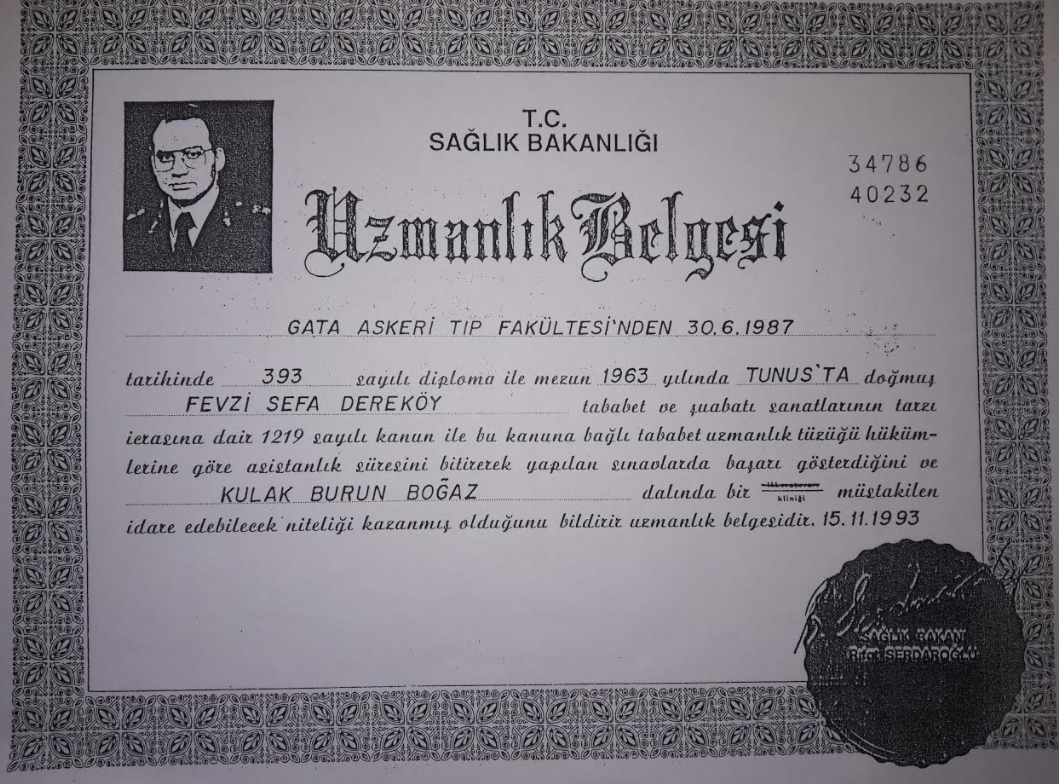 T.C.
SAĞLIK BAKANLIĞI
34786
40232
Uzmanlık Belgesi
GATA ASKERİ TIP FAKÜLTESİ'NDEN 30.6.1987
tarihinde 393 sayılı diploma ile mezun 1963 yılında TUNUS'TA doğmuş
FEVZİ SEFA DEREKÖY tababet ve şuabatı sanatlarının tarzı
icrasına dair 1219 sayılı kanun ile bu kanuna bağlı tababet uzmanlık tüzüğü hüküm-
lerine göre asistanlık süresini bitirerek yapılan sınavlarda başarı gösterdiğini ve
KULAK BURUN BOĞAZ dalında bir laboratuvarı kliniği müstakilen
idare edebilecek niteliği kazanmış olduğunu bildirir uzmanlık belgesidir. 15.11.1993
SAĞLIK BAKANI
Rifat SERDAROĞLU